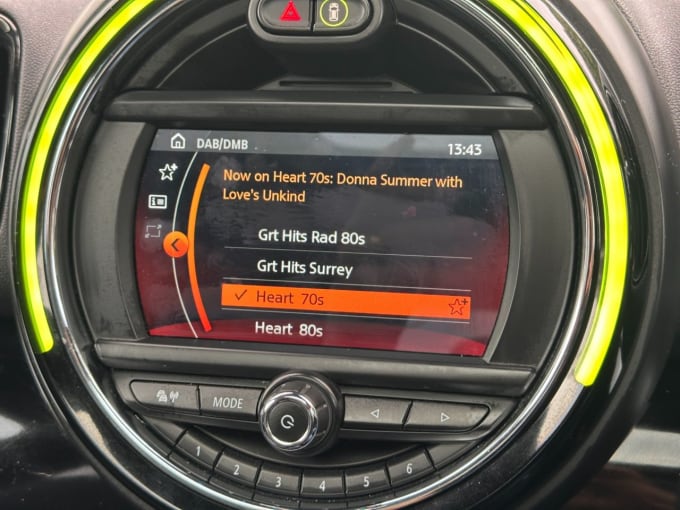 DAB/DMB
13:43
Now on Heart 70s: Donna Summer with
Love's Unkind
Grt Hits Rad 80s
Grt Hits Surrey
Heart 70s
Heart 80s
MODE
1
2
3
4
5
6